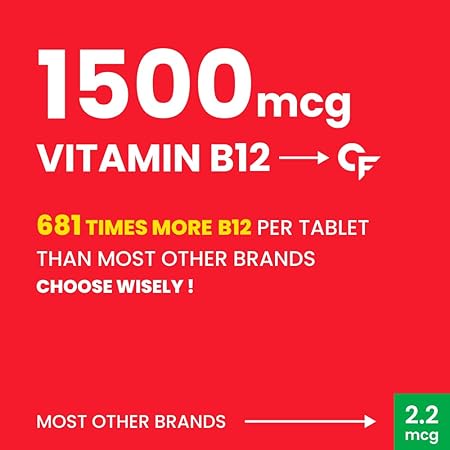 1500mcg
VITAMIN B12 → CF
681 TIMES MORE B12 PER TABLET
THAN MOST OTHER BRANDS
CHOOSE WISELY !
MOST OTHER BRANDS → 2.2
mcg